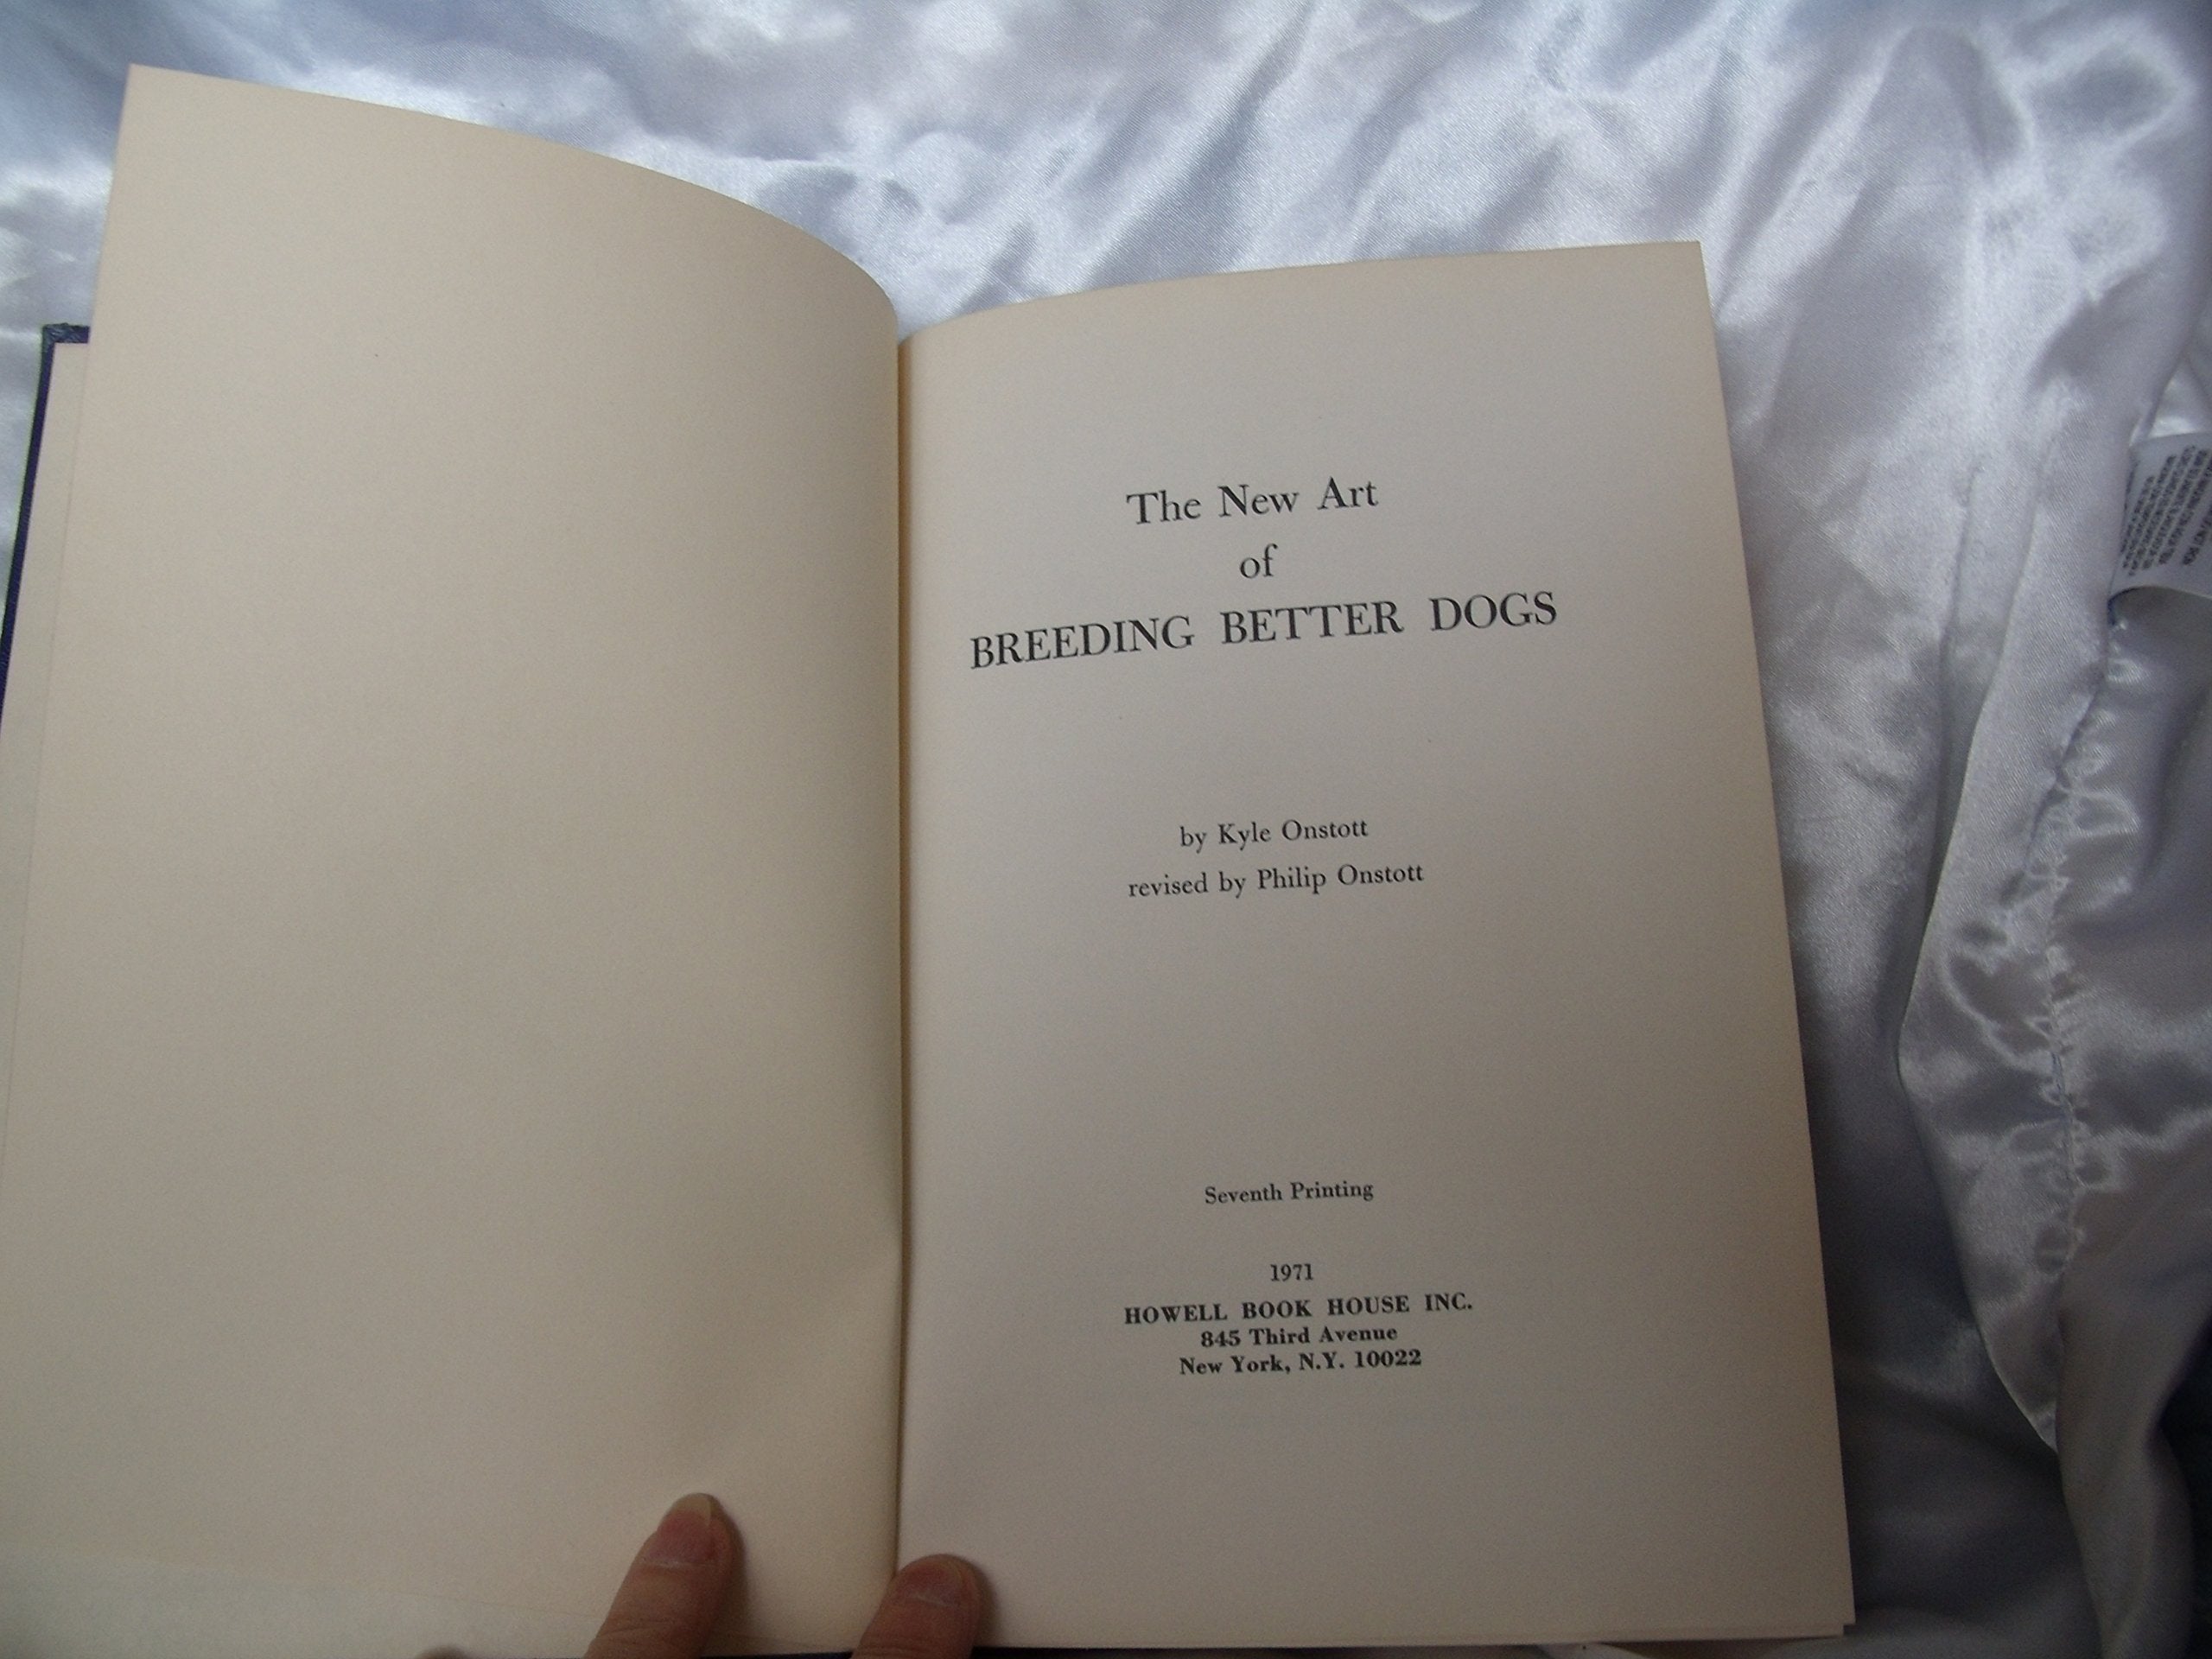 The New Art
of
BREEDING BETTER DOGS
by Kyle Onstott
revised by Philip Onstott
Seventh Printing
1971
HOWELL BOOK HOUSE INC.
845 Third Avenue
New York, N.Y. 10022